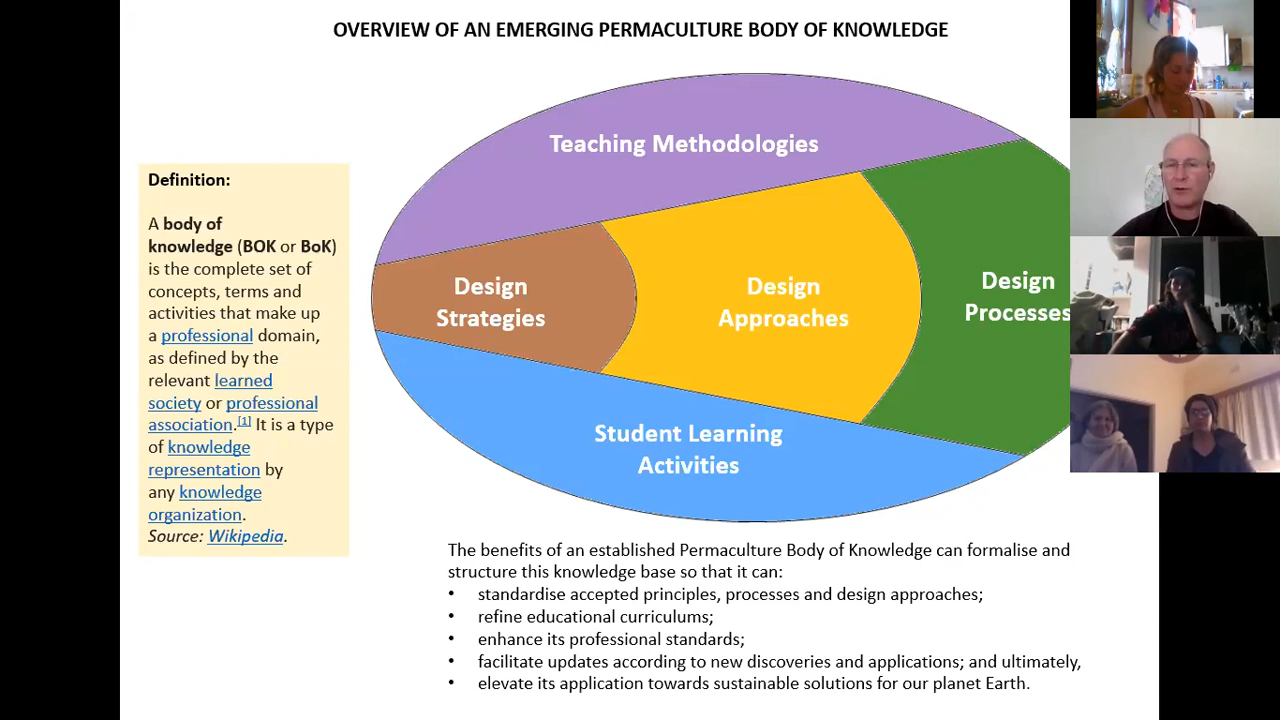 OVERVIEW OF AN EMERGING PERMACULTURE BODY OF KNOWLEDGE
Teaching Methodologies
Definition:
A body of
knowledge (BOK or BoK)
is the complete set of
concepts, terms and
activities that make up
a professional domain,
as defined by the
relevant learned
society or professional
association.[1] It is a type
of knowledge
representation by
any knowledge
organization.
Source: Wikipedia.
Design
Strategies
Design
Approaches
Design
Processes
Student Learning
Activities
The benefits of an established Permaculture Body of Knowledge can formalise and
structure this knowledge base so that it can:
• standardise accepted principles, processes and design approaches;
• refine educational curriculums;
• enhance its professional standards;
• facilitate updates according to new discoveries and applications; and ultimately,
• elevate its application towards sustainable solutions for our planet Earth.